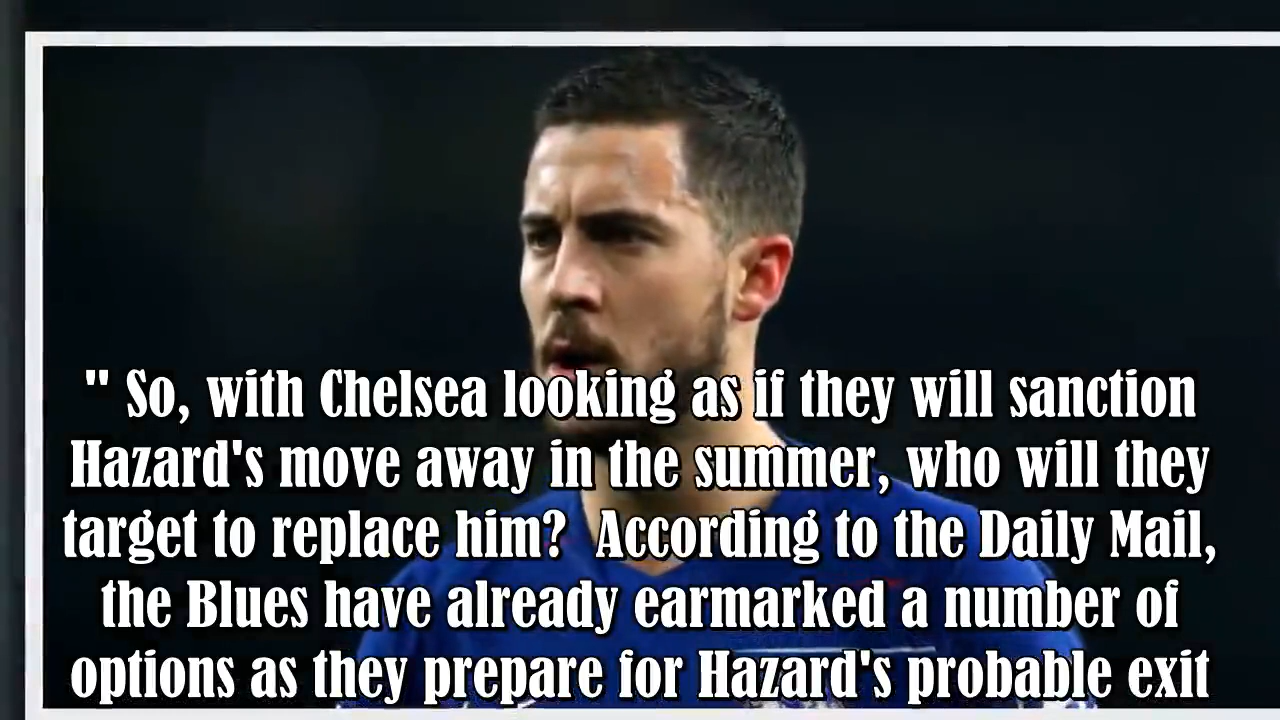 " So, with Chelsea looking as if they will sanction
Hazard's move away in the summer, who will they
target to replace him?  According to the Daily Mail,
the Blues have already earmarked a number of
options as they prepare for Hazard's probable exit